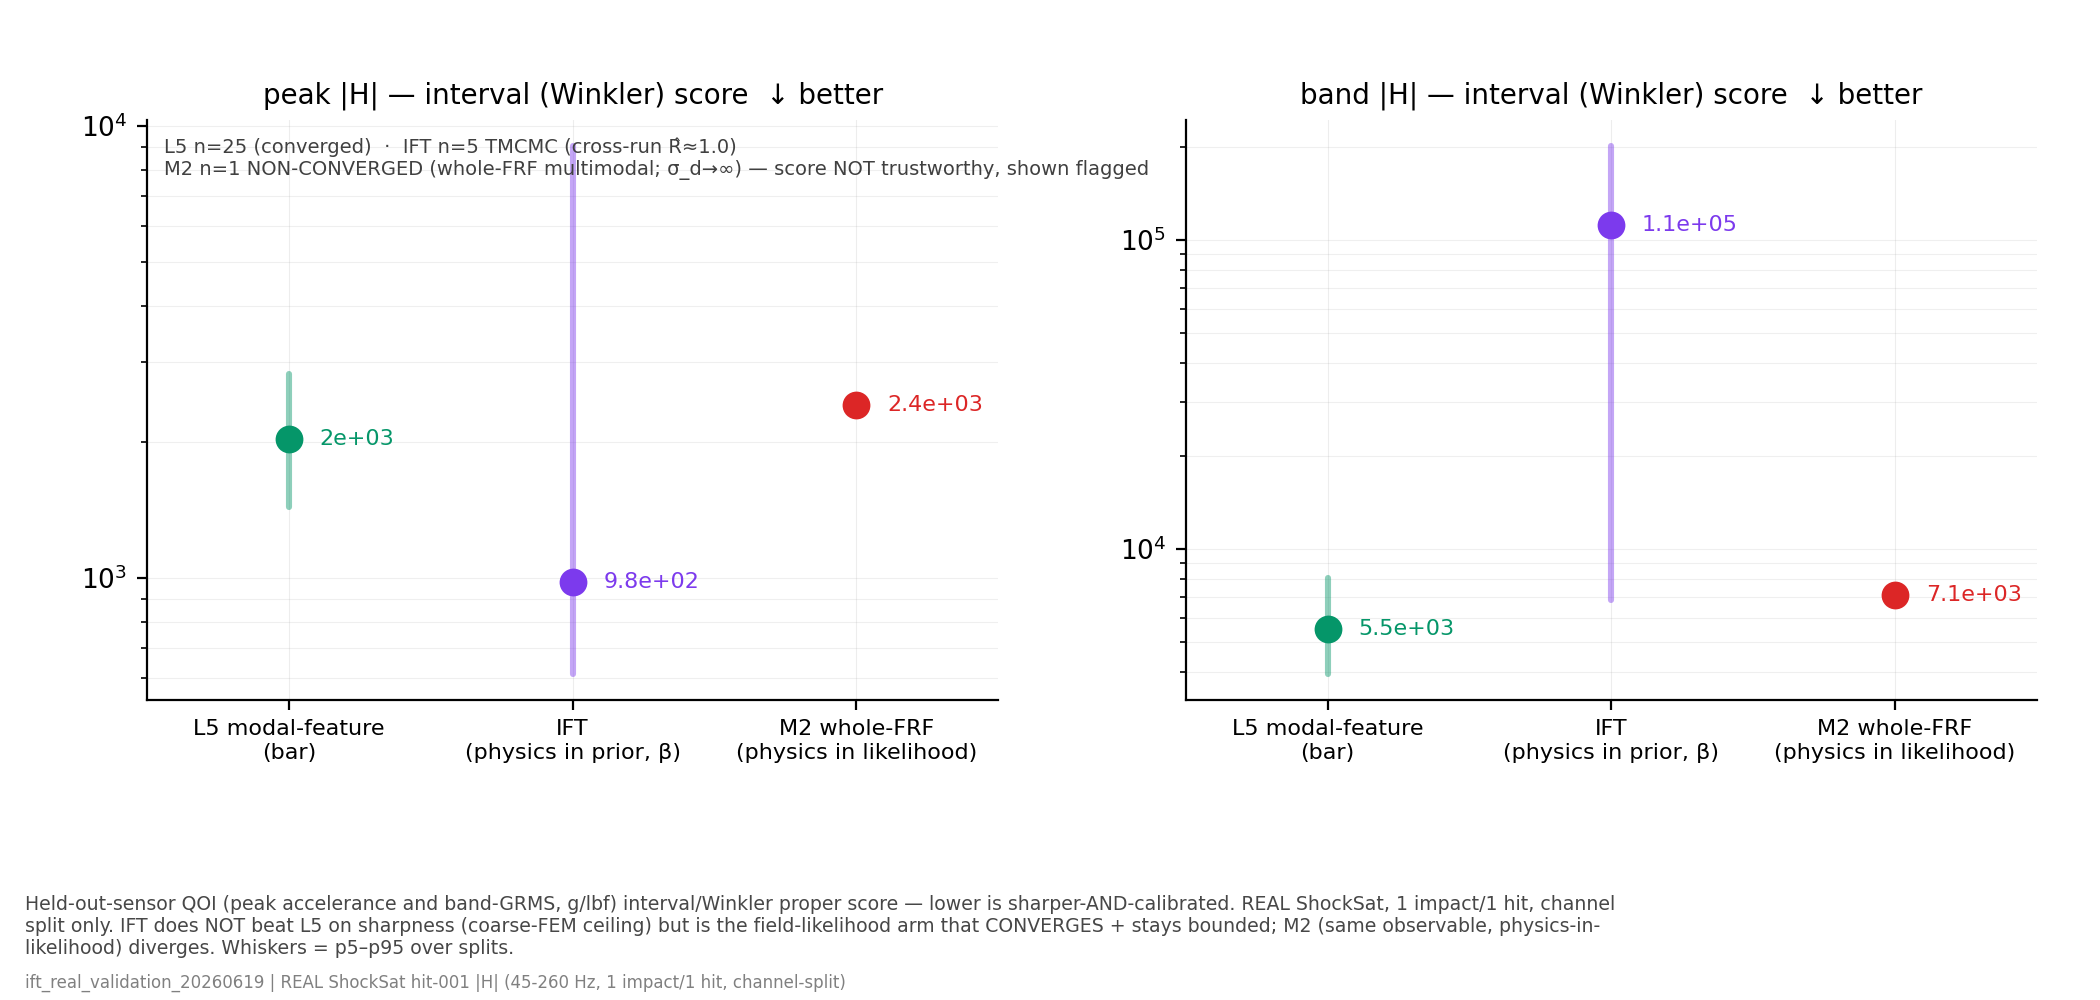 peak |H| — interval (Winkler) score ↓ better
10⁴
10³
L5 n=25 (converged) · IFT n=5 TMCMC (cross-run R̂≈1.0)
M2 n=1 NON-CONVERGED (whole-FRF multimodal; σ_d→∞) — score NOT trustworthy, shown flagged
2e+03
9.8e+02
2.4e+03
L5 modal-feature
(bar)
IFT
(physics in prior, β)
M2 whole-FRF
(physics in likelihood)
band |H| — interval (Winkler) score ↓ better
10⁵
10⁴
5.5e+03
1.1e+05
7.1e+03
L5 modal-feature
(bar)
IFT
(physics in prior, β)
M2 whole-FRF
(physics in likelihood)
Held-out-sensor QOI (peak accelerance and band-GRMS, g/lbf) interval/Winkler proper score — lower is sharper-AND-calibrated. REAL ShockSat, 1 impact/1 hit, channel
split only. IFT does NOT beat L5 on sharpness (coarse-FEM ceiling) but is the field-likelihood arm that CONVERGES + stays bounded; M2 (same observable, physics-in-
likelihood) diverges. Whiskers = p5–p95 over splits.
ift_real_validation_20260619 | REAL ShockSat hit-001 |H| (45-260 Hz, 1 impact/1 hit, channel-split)